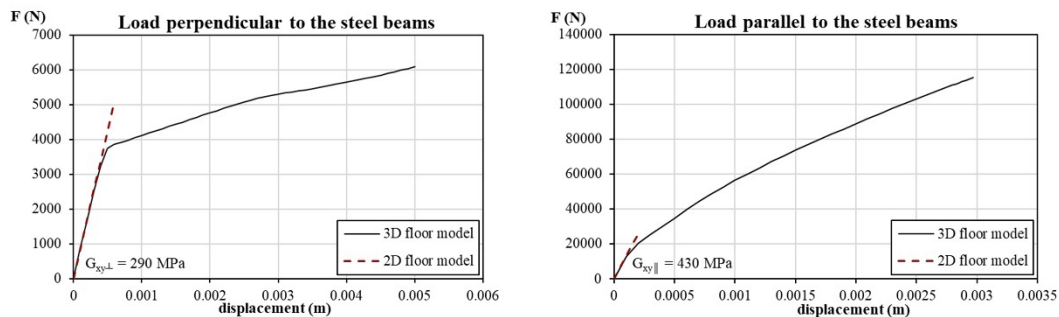 F (N)
Load perpendicular to the steel beams
7000
6000
5000
4000
3000
2000
1000
0
0
0.001
0.002
0.003
0.004
0.005
0.006
displacement (m)
G_xy⊥ = 290 MPa
3D floor model
2D floor model
F (N)
Load parallel to the steel beams
140000
120000
100000
80000
60000
40000
20000
0
0
0.0005
0.001
0.0015
0.002
0.0025
0.003
0.0035
displacement (m)
G_xy∥ = 430 MPa
3D floor model
2D floor model